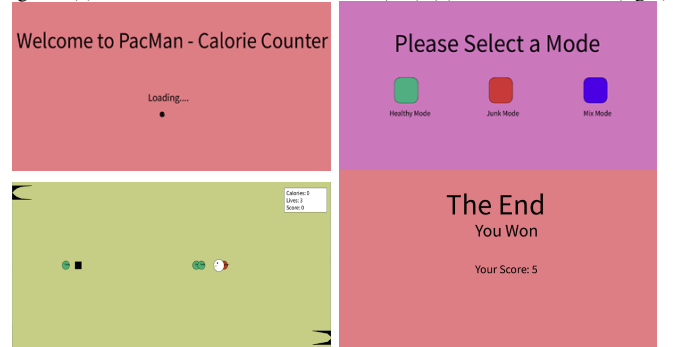 Welcome to PacMan - Calorie Counter
Loading....
Please Select a Mode
Healthy Mode
Junk Mode
Mix Mode
Calories: 0
Lives: 3
Score: 0
The End
You Won
Your Score: 5